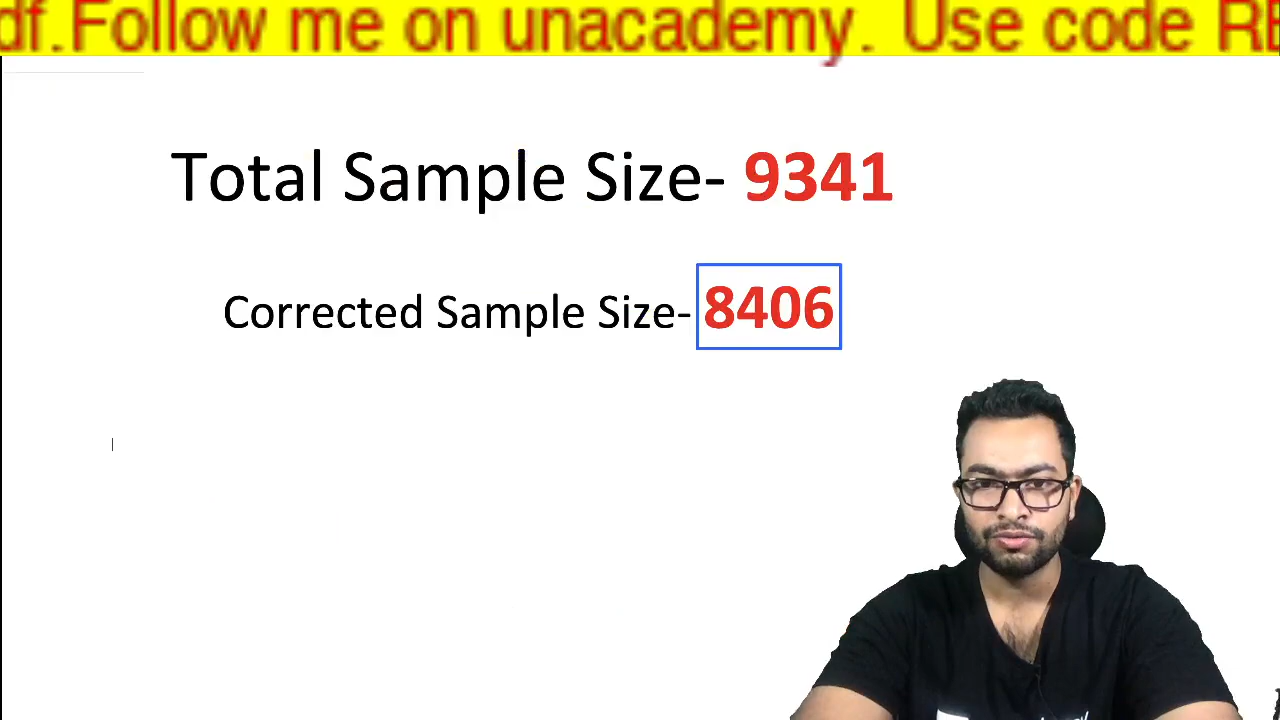 df.Follow me on unacademy. Use code
Total Sample Size- 9341
Corrected Sample Size- 8406